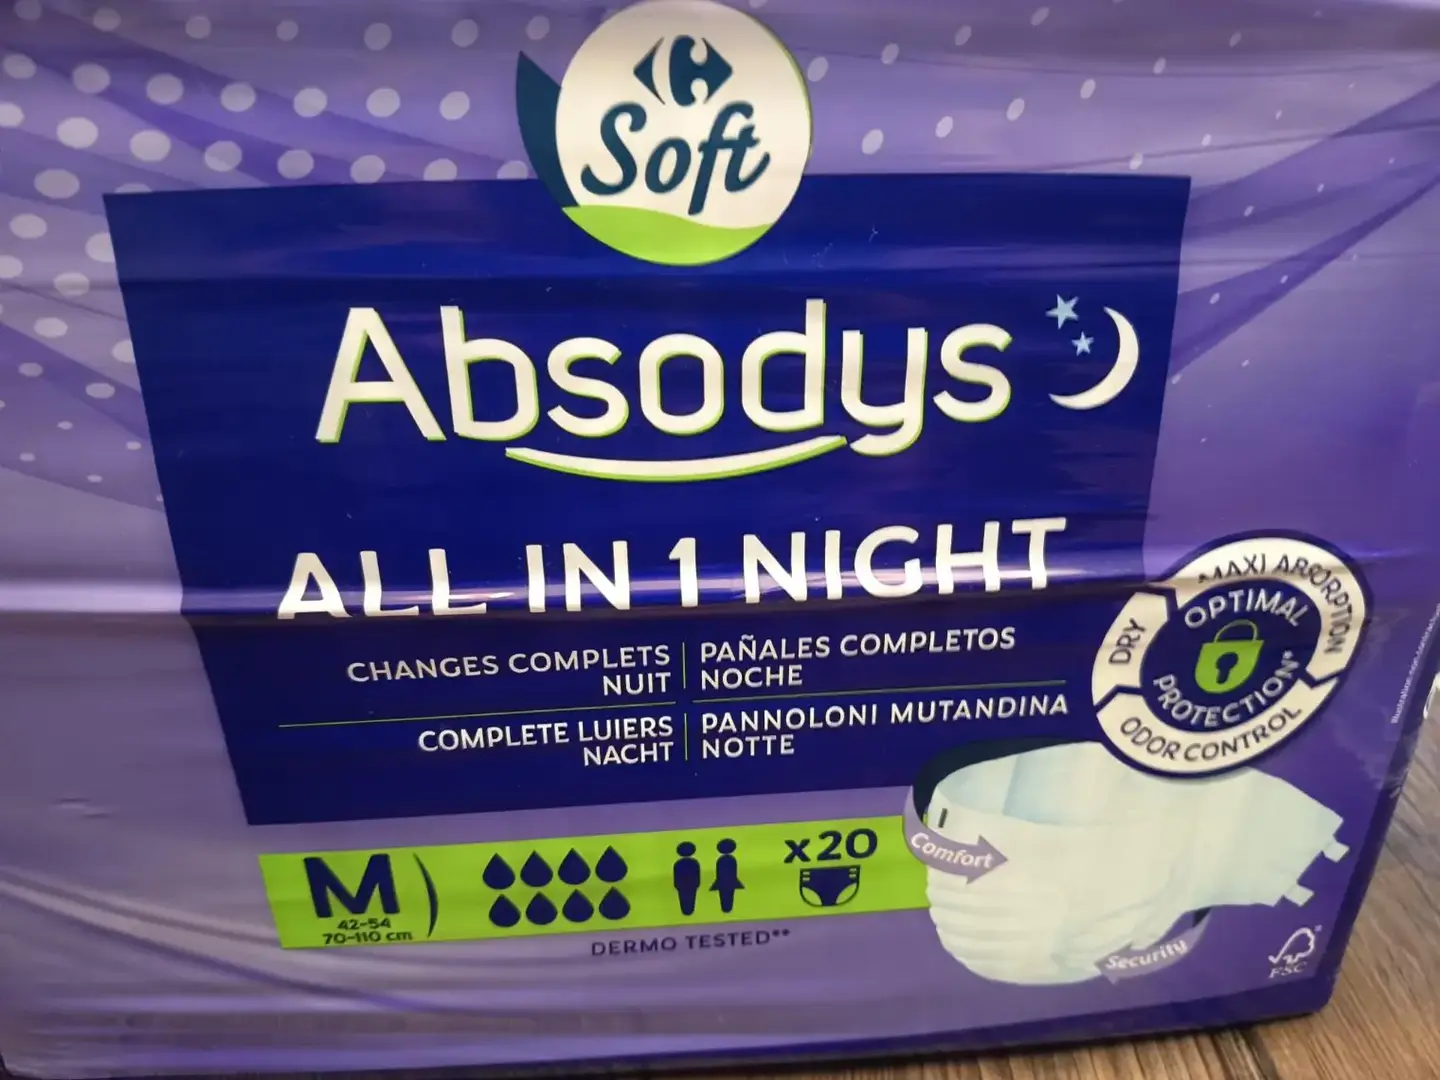 Soft
Absodys
ALL IN 1 NIGHT
CHANGES COMPLETS
NUIT
PAÑALES COMPLETOS
NOCHE
COMPLETE LUIERS
NACHT
PANNOLONI MUTANDINA
NOTTE
MAXI ABSORPTION
DRY
ODOR CONTROL
OPTIMAL
PROTECTION*
M
42-54
70-110 cm
x20
DERMO TESTED**
Comfort
Security
FSC